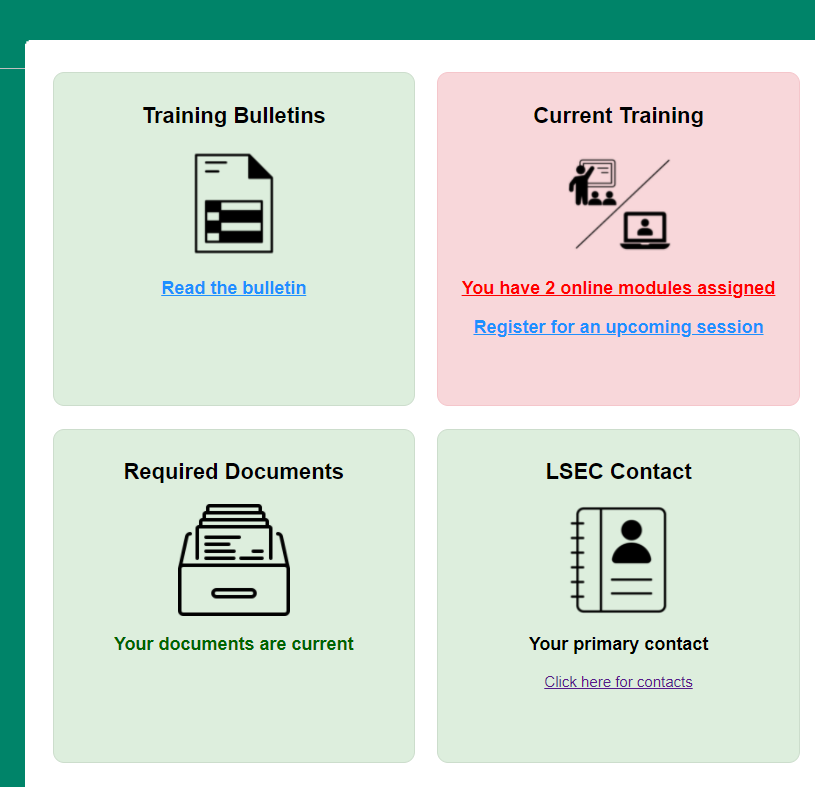 Training Bulletins
Read the bulletin
Current Training
You have 2 online modules assigned
Register for an upcoming session
Required Documents
Your documents are current
LSEC Contact
Your primary contact
Click here for contacts